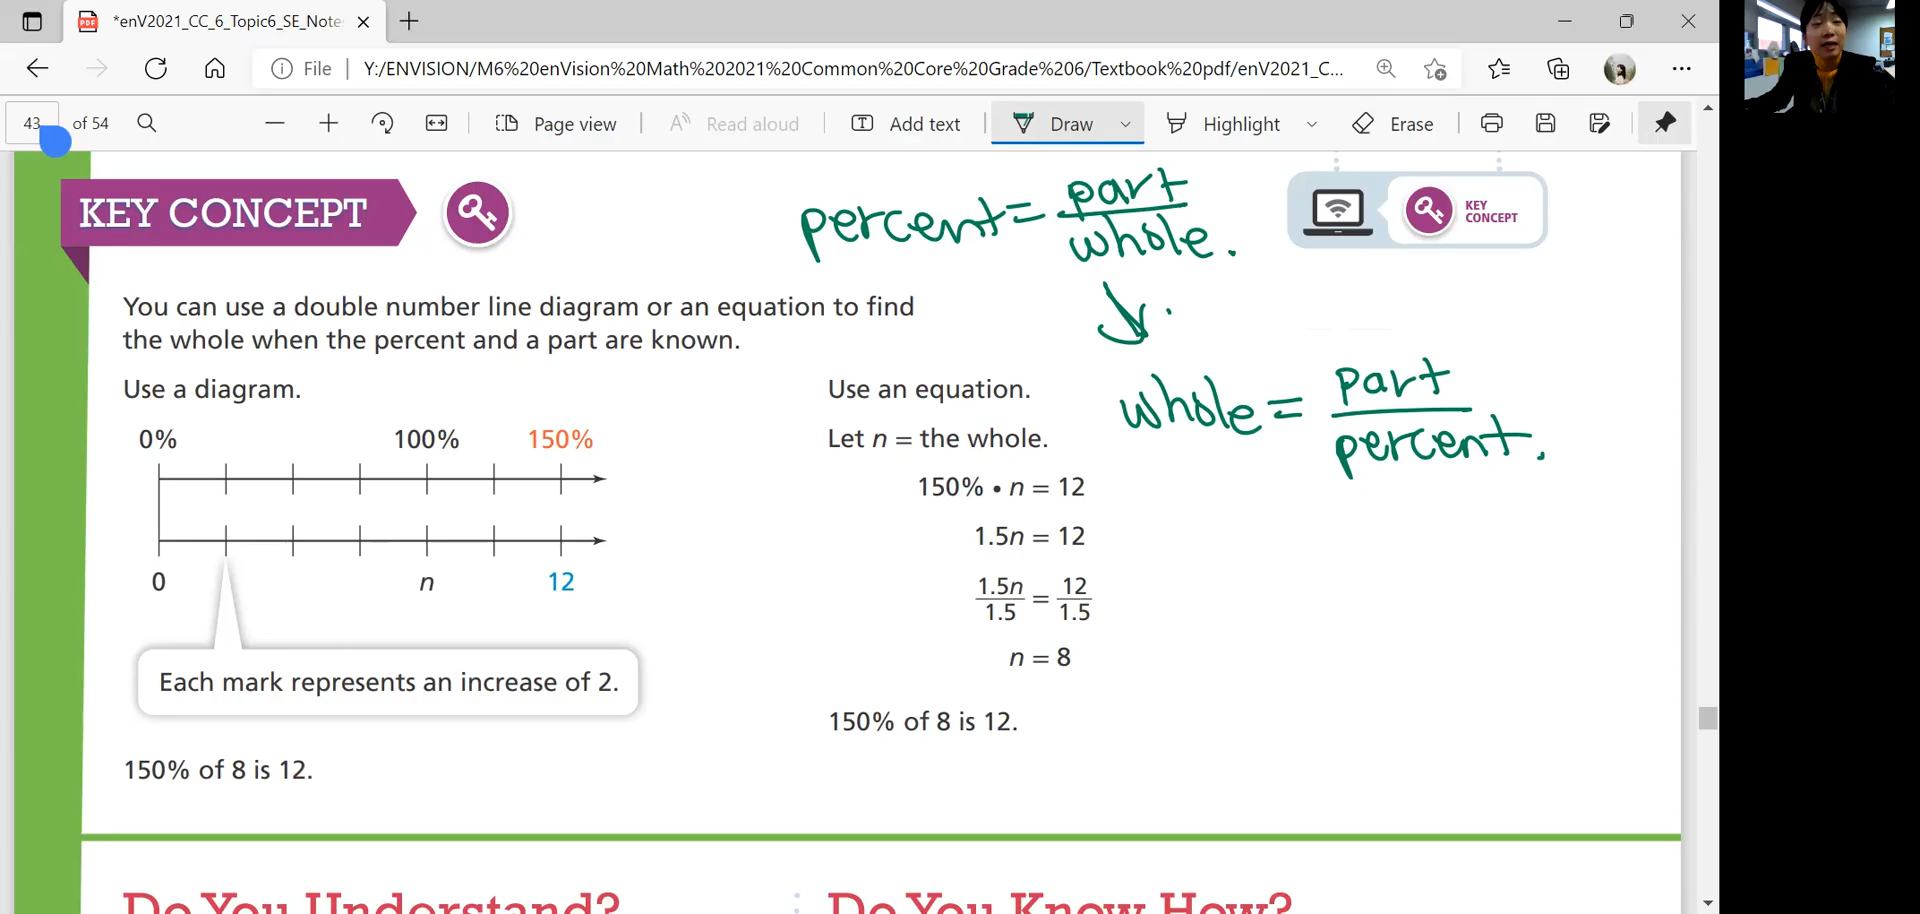 *enV2021_CC_6_Topic6_SE_Note
File
Y:/ENVISION/M6%20enVision%20Math%202021%20Common%20Core%20Grade%206/Textbook%20pdf/enV2021_C...
43 of 54
Page view
Read aloud
Add text
Draw
Highlight
Erase
KEY CONCEPT
percent = part
whole.
KEY
CONCEPT
You can use a double number line diagram or an equation to find
the whole when the percent and a part are known.
whole = part
percent.
Use a diagram.
0% 100% 150%
0 n 12
Each mark represents an increase of 2.
150% of 8 is 12.
Use an equation.
Let n = the whole.
150% • n = 12
1.5n = 12
1.5n = 12
1.5 1.5
n = 8
150% of 8 is 12.
Do You Understand?
Do You Know How?